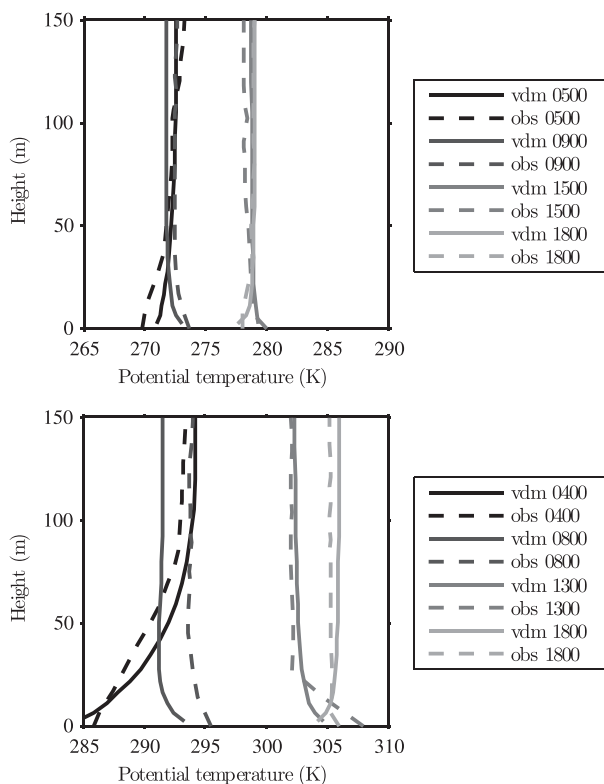 150
100
50
0
Height (m)
265 270 275 280 285 290
Potential temperature (K)
vdm 0500
obs 0500
vdm 0900
obs 0900
vdm 1500
obs 1500
vdm 1800
obs 1800
150
100
50
0
Height (m)
285 290 295 300 305 310
Potential temperature (K)
vdm 0400
obs 0400
vdm 0800
obs 0800
vdm 1300
obs 1300
vdm 1800
obs 1800